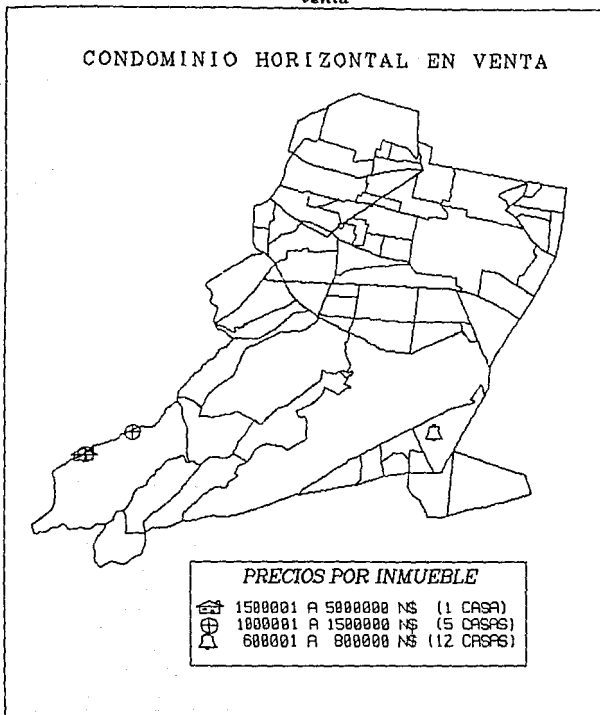 venta
CONDOMINIO HORIZONTAL EN VENTA
PRECIOS POR INMUEBLE
1500001 A 5000000 N$ (1 CASA)
1000001 A 1500000 N$ (5 CASAS)
600001 A 800000 N$ (12 CASAS)